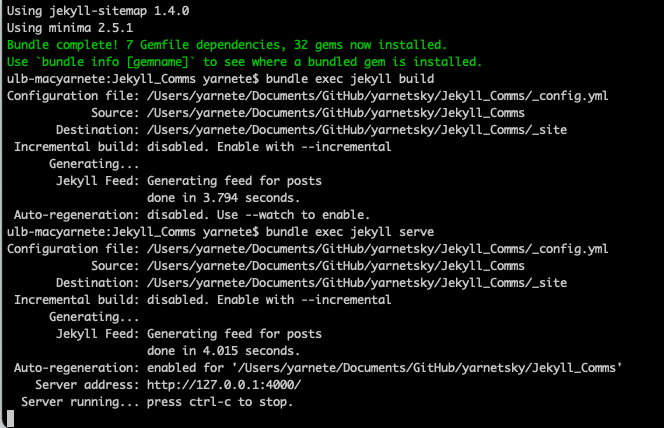 Using jekyll-sitemap 1.4.0
Using minima 2.5.1
Bundle complete! 7 Gemfile dependencies, 32 gems now installed.
Use `bundle info [gemname]` to see where a bundled gem is installed.
ulb-macyarnete:Jekyll_Comms yarnete$ bundle exec jekyll build
Configuration file: /Users/yarnete/Documents/GitHub/yarnetsky/Jekyll_Comms/_config.yml
Source: /Users/yarnete/Documents/GitHub/yarnetsky/Jekyll_Comms
Destination: /Users/yarnete/Documents/GitHub/yarnetsky/Jekyll_Comms/_site
Incremental build: disabled. Enable with --incremental
Generating...
Jekyll Feed: Generating feed for posts
done in 3.794 seconds.
Auto-regeneration: disabled. Use --watch to enable.
ulb-macyarnete:Jekyll_Comms yarnete$ bundle exec jekyll serve
Configuration file: /Users/yarnete/Documents/GitHub/yarnetsky/Jekyll_Comms/_config.yml
Source: /Users/yarnete/Documents/GitHub/yarnetsky/Jekyll_Comms
Destination: /Users/yarnete/Documents/GitHub/yarnetsky/Jekyll_Comms/_site
Incremental build: disabled. Enable with --incremental
Generating...
Jekyll Feed: Generating feed for posts
done in 4.015 seconds.
Auto-regeneration: enabled for '/Users/yarnete/Documents/GitHub/yarnetsky/Jekyll_Comms'
Server address: http://127.0.0.1:4000/
Server running... press ctrl-c to stop.